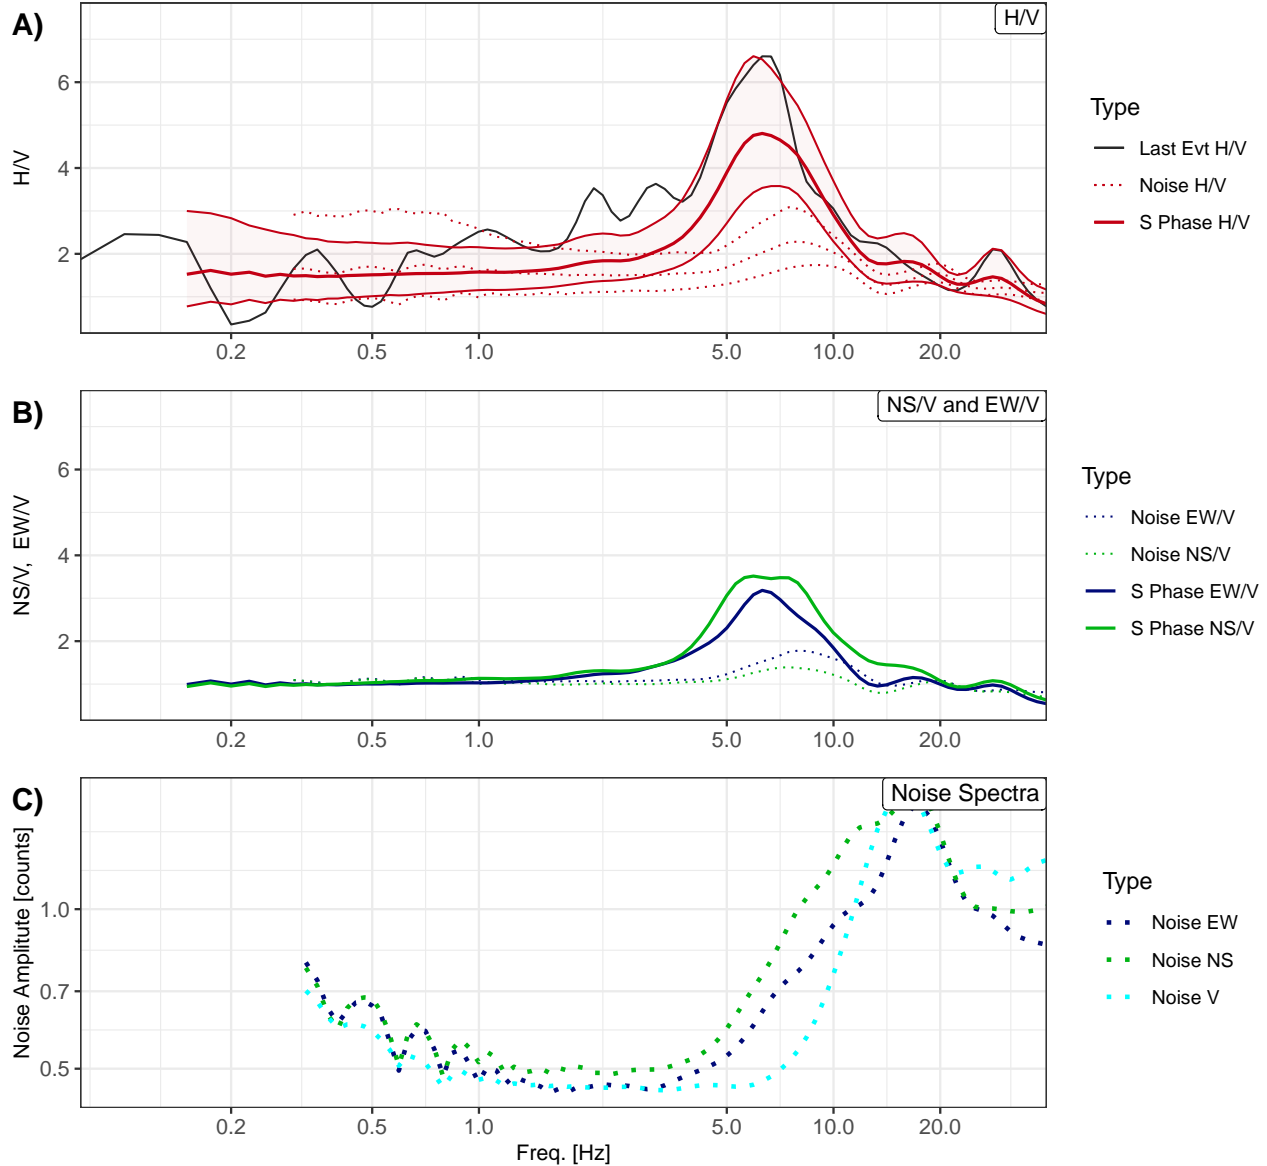 A)
H/V
H/V
6
4
2
0.2
0.5
1.0
5.0
10.0
20.0
Type
Last Evt H/V
Noise H/V
S Phase H/V
B)
NS/V and EW/V
NS/V,  EW/V
6
4
2
0.2
0.5
1.0
5.0
10.0
20.0
Type
Noise EW/V
Noise NS/V
S Phase EW/V
S Phase NS/V
C)
Noise Spectra
Noise Amplitute [counts]
1.0
0.7
0.5
0.2
0.5
1.0
5.0
10.0
20.0
Freq. [Hz]
Type
Noise EW
Noise NS
Noise V